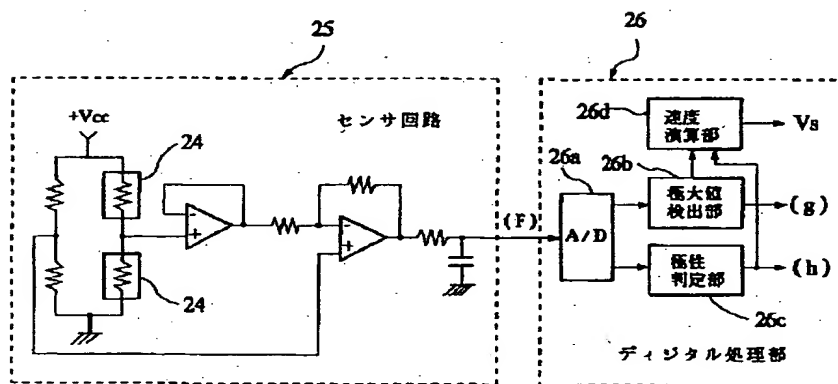 25
26
+Vcc
センサ回路
24
24
(F)
26a
A/D
26d
速度
演算部
Vs
26b
極大値
検出部
(g)
極性
判定部
(h)
26c
ディジタル処理部